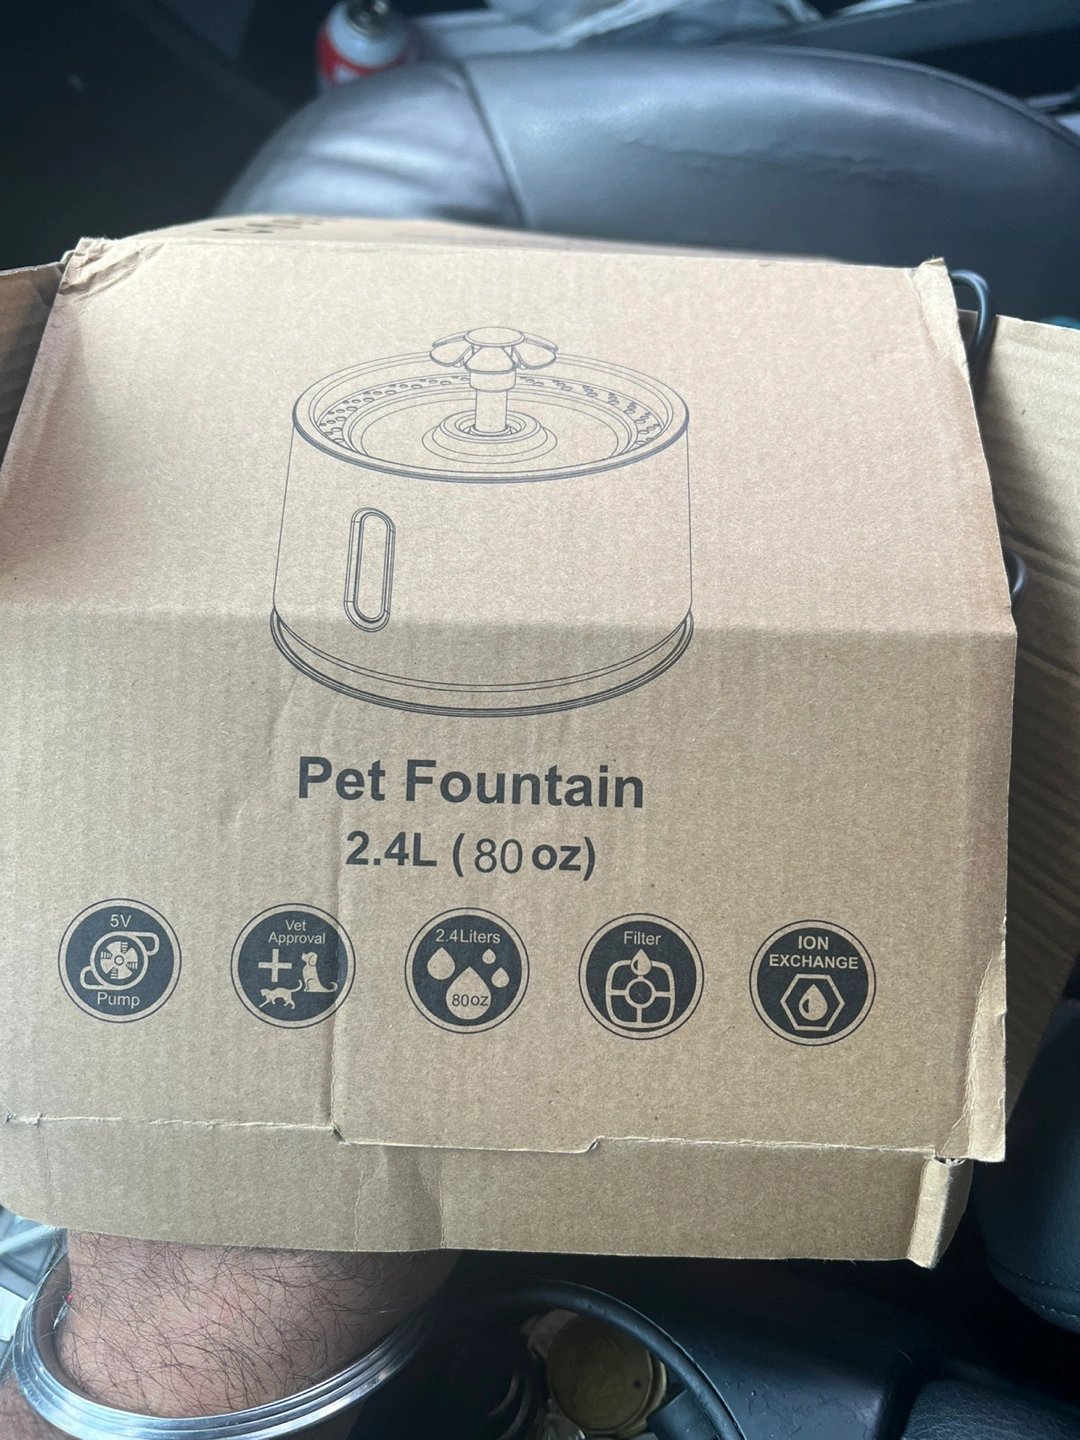 Pet Fountain
2.4L (80 oz)
5V
Pump
Vet
Approval
2.4Liters
80oz
Filter
ION
EXCHANGE